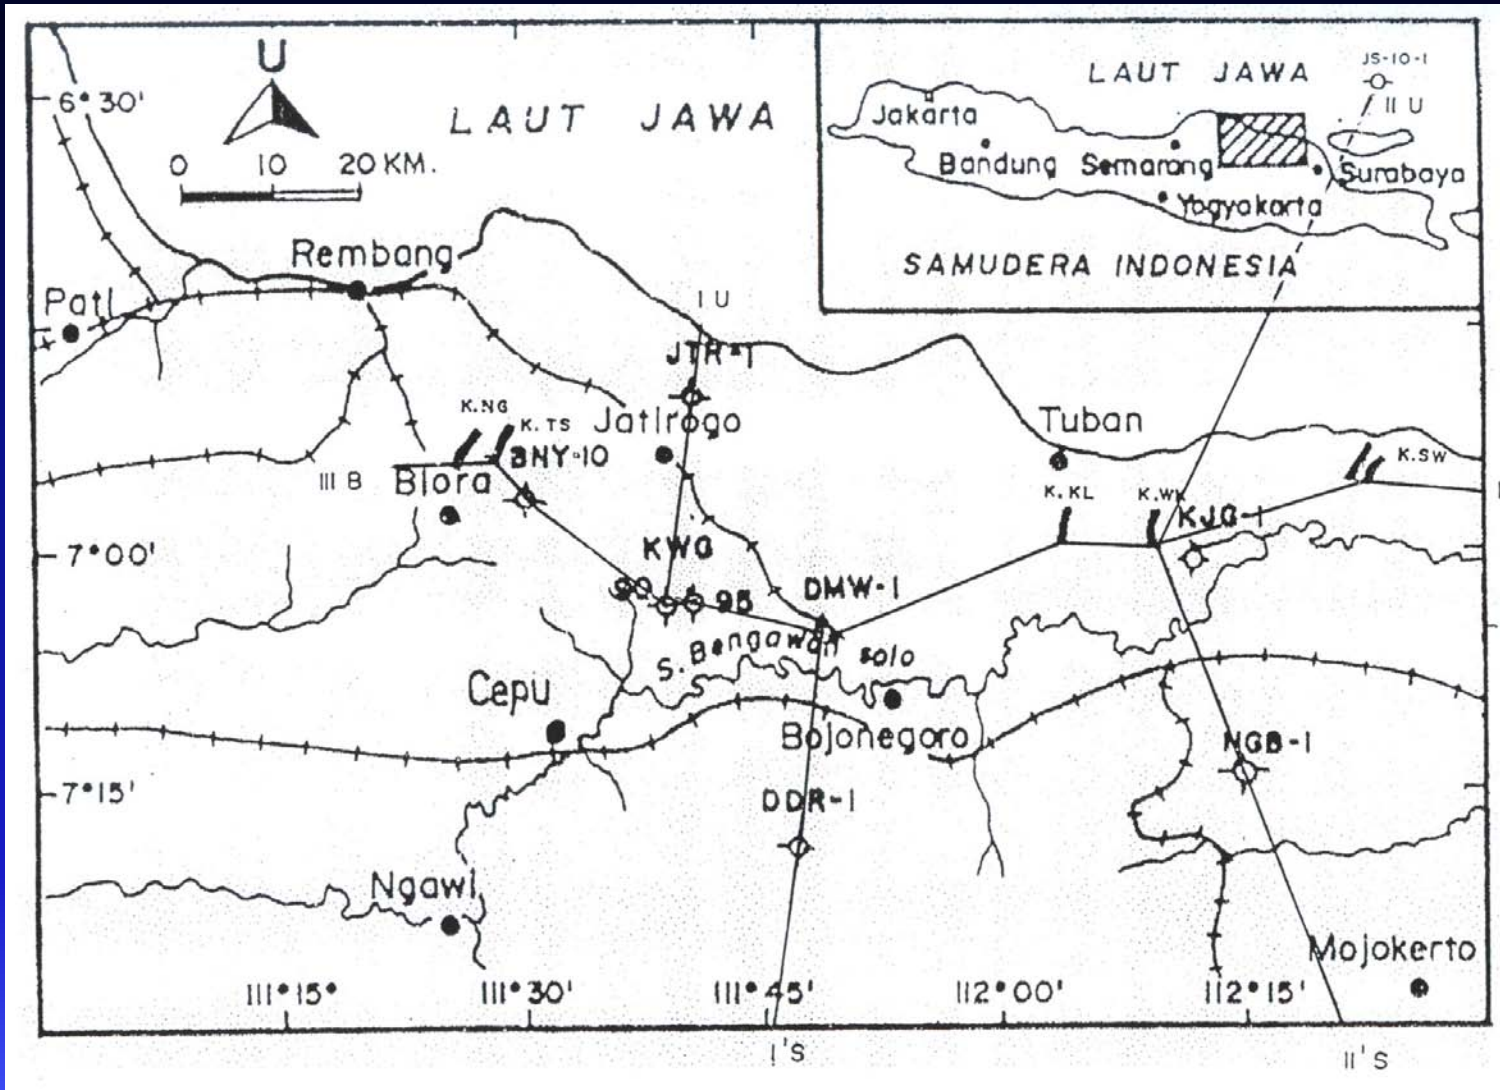 U
6°30'
LAUT JAWA
0 10 20 KM.
LAUT JAWA
JS-10-1
II U
Jakarta
Bandung
Semarang
Surabaya
Yogyakarta
SAMUDERA INDONESIA
Rembang
Pati
I U
JTR-1
K.NG
K.TS
Jatirogo
BNY-10
III B
Blora
Tuban
K.SW
K.KL
K.WK
KJG-1
7°00'
KWG
90
95
DMW-1
S. Bengawan solo
Cepu
Bojonegoro
NGB-1
7°15'
DDR-1
Ngawi
Mojokerto
111°15'
111°30'
111°45'
112°00'
112°15'
I'S
II'S